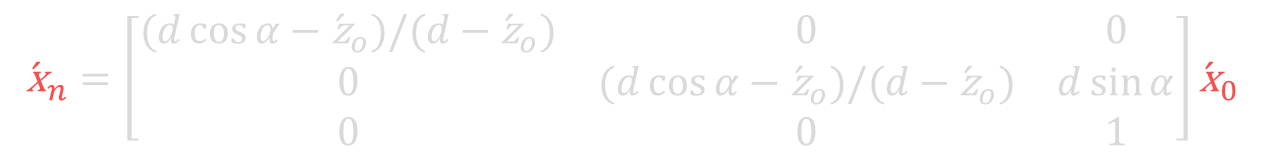 x́ₙ = [ (d cos α − źₒ)/(d − źₒ) 0 0
0 (d cos α − źₒ)/(d − źₒ) d sin α
0 0 1 ] x́₀